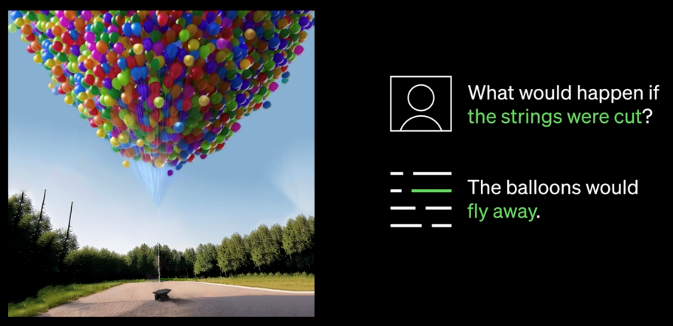 What would happen if
the strings were cut?
The balloons would
fly away.